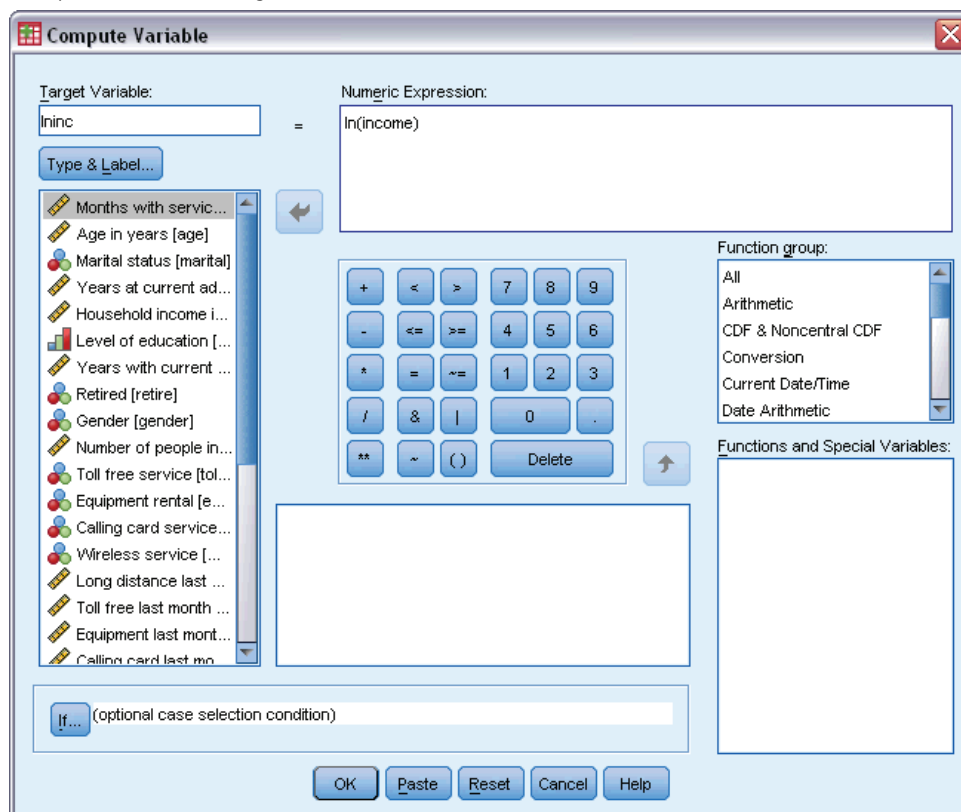 Compute Variable
Target Variable:
lninc
=
Numeric Expression:
ln(income)
Type & Label...
Months with servic...
Age in years [age]
Marital status [marital]
Years at current ad...
Household income i...
Level of education [...
Years with current ...
Retired [retire]
Gender [gender]
Number of people in...
Toll free service [tol...
Equipment rental [e...
Calling card service...
Wireless service [...
Long distance last ...
Toll free last month ...
Equipment last mont...
Calling card last mo...
+ < > 7 8 9
- <= >= 4 5 6
* = ~= 1 2 3
/ & | 0 .
** ~ ( ) Delete
Function group:
All
Arithmetic
CDF & Noncentral CDF
Conversion
Current Date/Time
Date Arithmetic
Functions and Special Variables:
If... (optional case selection condition)
OK Paste Reset Cancel Help